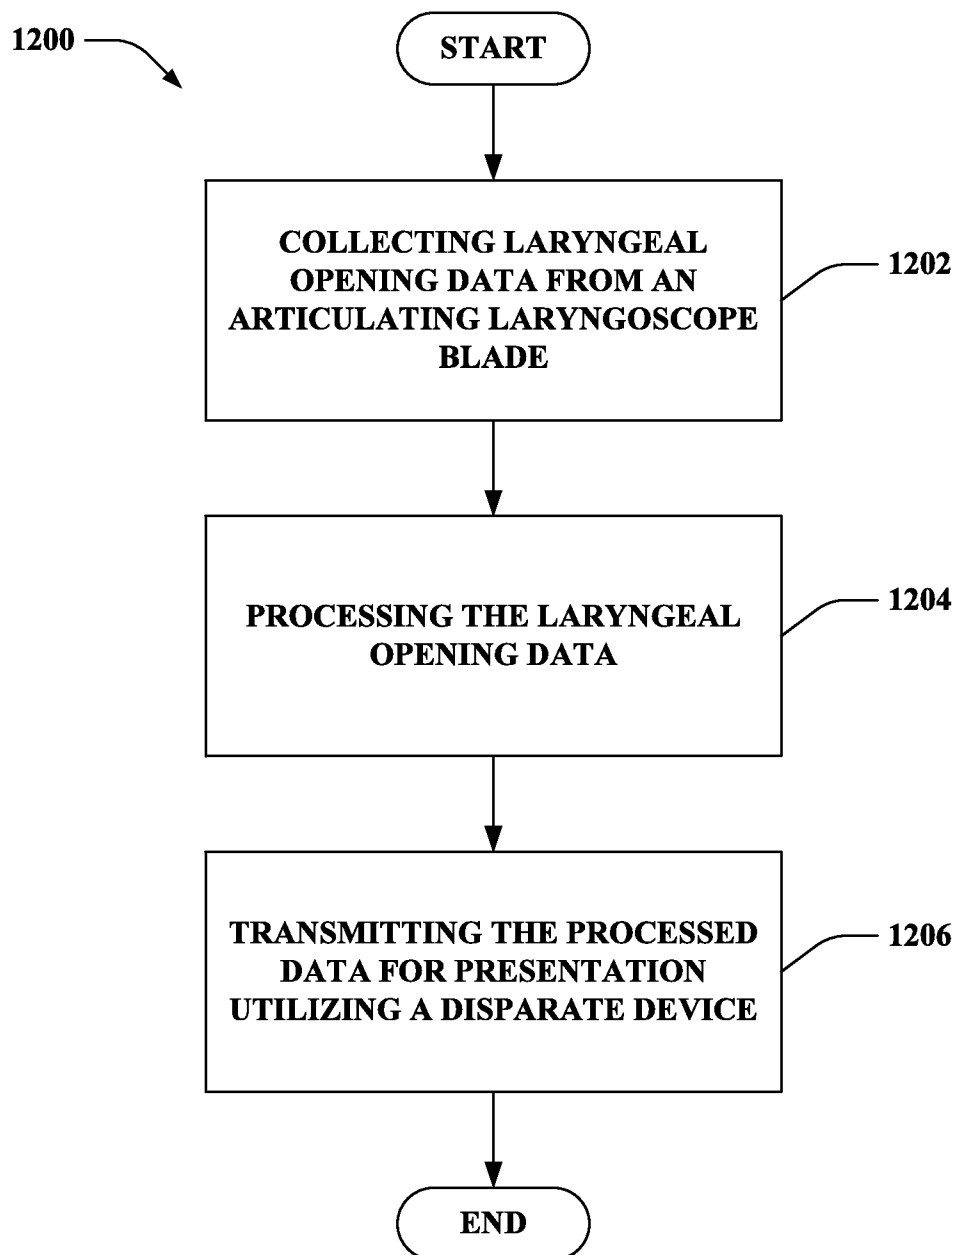 1200
START
COLLECTING LARYNGEAL
OPENING DATA FROM AN
ARTICULATING LARYNGOSCOPE
BLADE
1202
PROCESSING THE LARYNGEAL
OPENING DATA
1204
TRANSMITTING THE PROCESSED
DATA FOR PRESENTATION
UTILIZING A DISPARATE DEVICE
1206
END